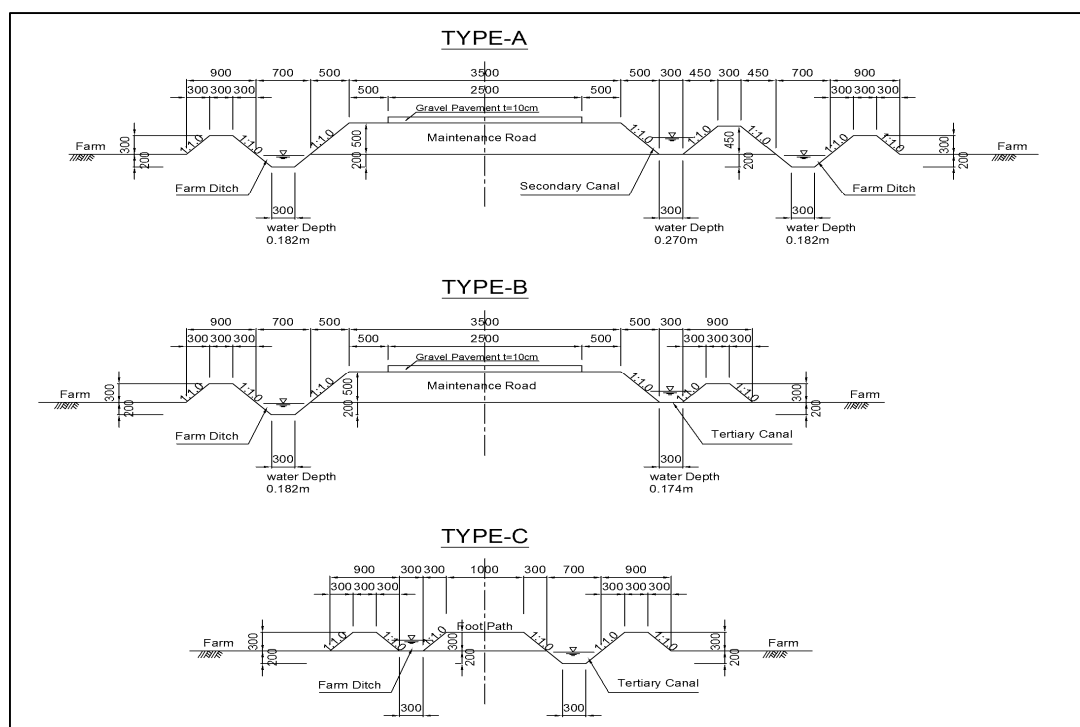 TYPE-A
900 700 500 3500 500 300 450 300 450 700 900
300 300 300 500 2500 500 300 300 300
Gravel Pavement t=10cm
Maintenance Road
1:1.0 1:1.0 1:1.0 1:1.0 1:1.0 1:1.0 1:1.0 1:1.0
Farm 300 200 500 200 450 200 300 200 Farm
Farm Ditch Secondary Canal Farm Ditch
300 300 300
water Depth water Depth water Depth
0.182m 0.270m 0.182m
TYPE-B
900 700 500 3500 500 300 900
300 300 300 500 2500 500 300 300 300
Gravel Pavement t=10cm
Maintenance Road
1:1.0 1:1.0 1:1.0 1:1.0 1:1.0 1:1.0
Farm 300 200 500 200 300 200 Farm
Farm Ditch Tertiary Canal
300 300
water Depth water Depth
0.182m 0.174m
TYPE-C
900 300 300 1000 300 700 900
300 300 300 300 300 300
Foot Path
1:1.0 1:1.0 1:1.0 1:1.0 1:1.0 1:1.0
Farm 300 200 300 200 300 200 Farm
Farm Ditch Tertiary Canal
300 300